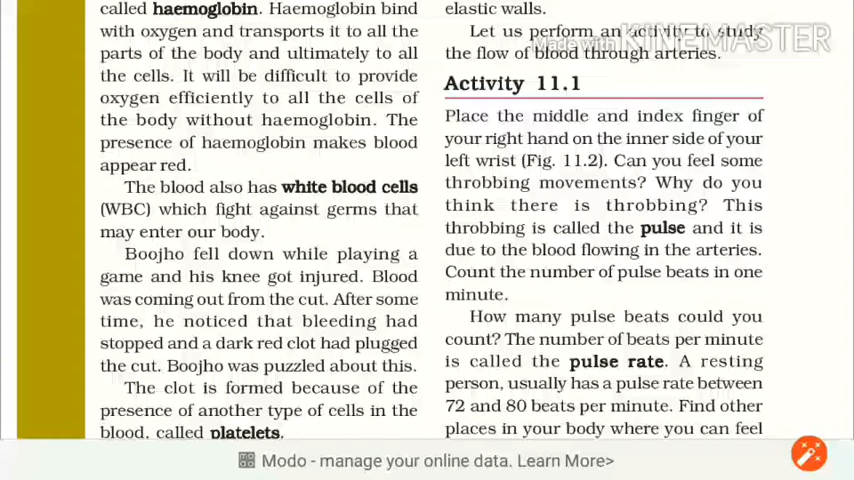 called haemoglobin. Haemoglobin bind
with oxygen and transports it to all the
parts of the body and ultimately to all
the cells. It will be difficult to provide
oxygen efficiently to all the cells of
the body without haemoglobin. The
presence of haemoglobin makes blood
appear red.
The blood also has white blood cells
(WBC) which fight against germs that
may enter our body.
Boojho fell down while playing a
game and his knee got injured. Blood
was coming out from the cut. After some
time, he noticed that bleeding had
stopped and a dark red clot had plugged
the cut. Boojho was puzzled about this.
The clot is formed because of the
presence of another type of cells in the
blood, called platelets.
elastic walls.
Let us perform an activity to study
the flow of blood through arteries.
Made with KINEMASTER
Activity 11.1
Place the middle and index finger of
your right hand on the inner side of your
left wrist (Fig. 11.2). Can you feel some
throbbing movements? Why do you
think there is throbbing? This
throbbing is called the pulse and it is
due to the blood flowing in the arteries.
Count the number of pulse beats in one
minute.
How many pulse beats could you
count? The number of beats per minute
is called the pulse rate. A resting
person, usually has a pulse rate between
72 and 80 beats per minute. Find other
places in your body where you can feel
Modo - manage your online data. Learn More>